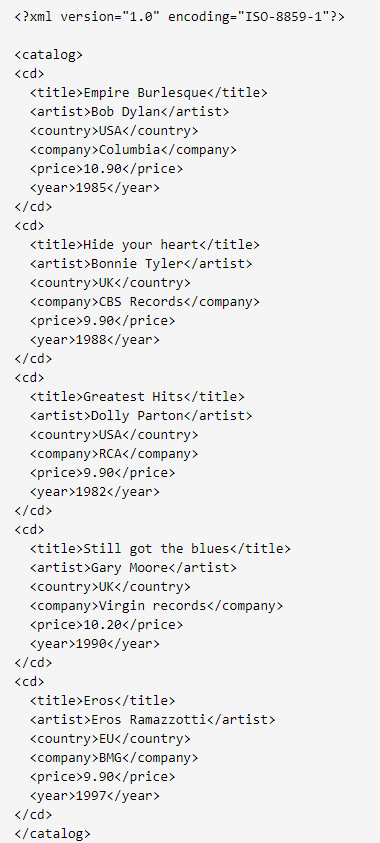 <?xml version="1.0" encoding="ISO-8859-1"?>

<catalog>
<cd>
  <title>Empire Burlesque</title>
  <artist>Bob Dylan</artist>
  <country>USA</country>
  <company>Columbia</company>
  <price>10.90</price>
  <year>1985</year>
</cd>
<cd>
  <title>Hide your heart</title>
  <artist>Bonnie Tyler</artist>
  <country>UK</country>
  <company>CBS Records</company>
  <price>9.90</price>
  <year>1988</year>
</cd>
<cd>
  <title>Greatest Hits</title>
  <artist>Dolly Parton</artist>
  <country>USA</country>
  <company>RCA</company>
  <price>9.90</price>
  <year>1982</year>
</cd>
<cd>
  <title>Still got the blues</title>
  <artist>Gary Moore</artist>
  <country>UK</country>
  <company>Virgin records</company>
  <price>10.20</price>
  <year>1990</year>
</cd>
<cd>
  <title>Eros</title>
  <artist>Eros Ramazzotti</artist>
  <country>EU</country>
  <company>BMG</company>
  <price>9.90</price>
  <year>1997</year>
</cd>
</catalog>